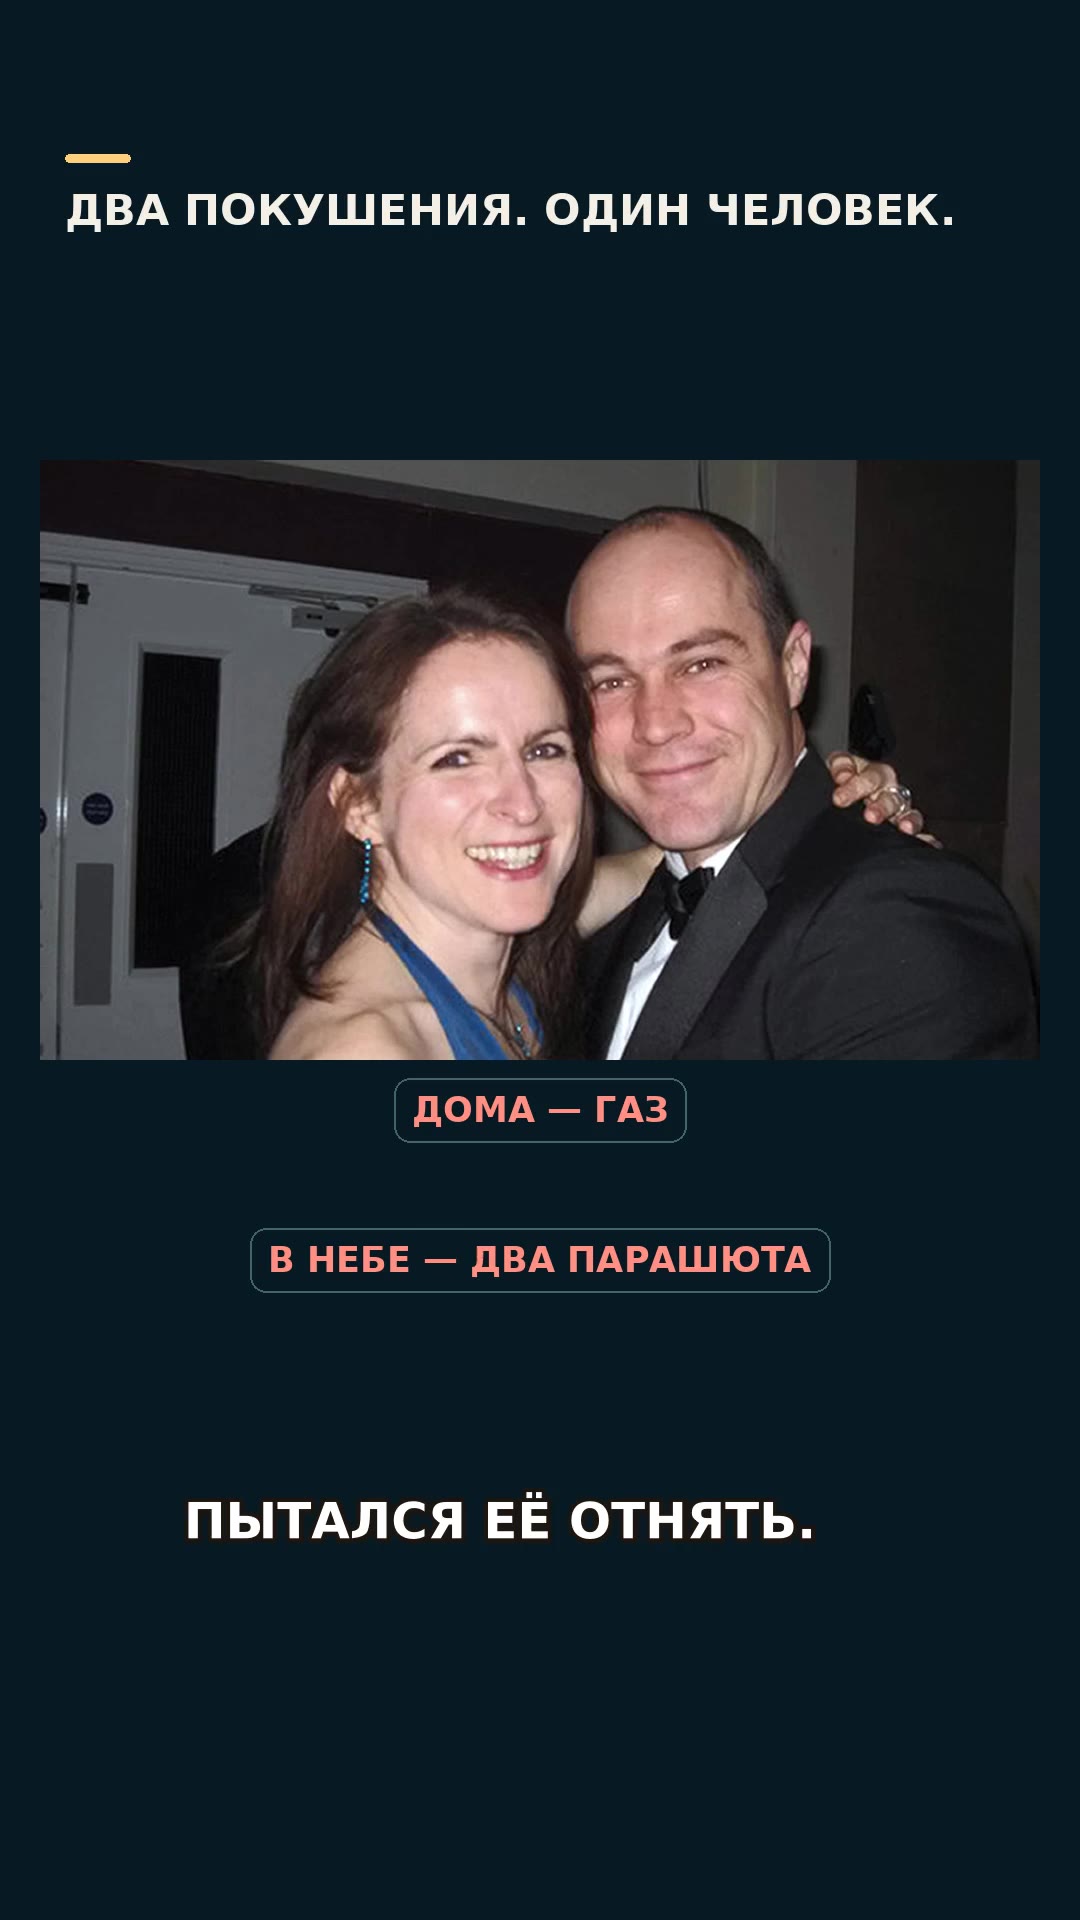 ДВА ПОКУШЕНИЯ. ОДИН ЧЕЛОВЕК.
ДОМА — ГАЗ
В НЕБЕ — ДВА ПАРАШЮТА
ПЫТАЛСЯ ЕЁ ОТНЯТЬ.